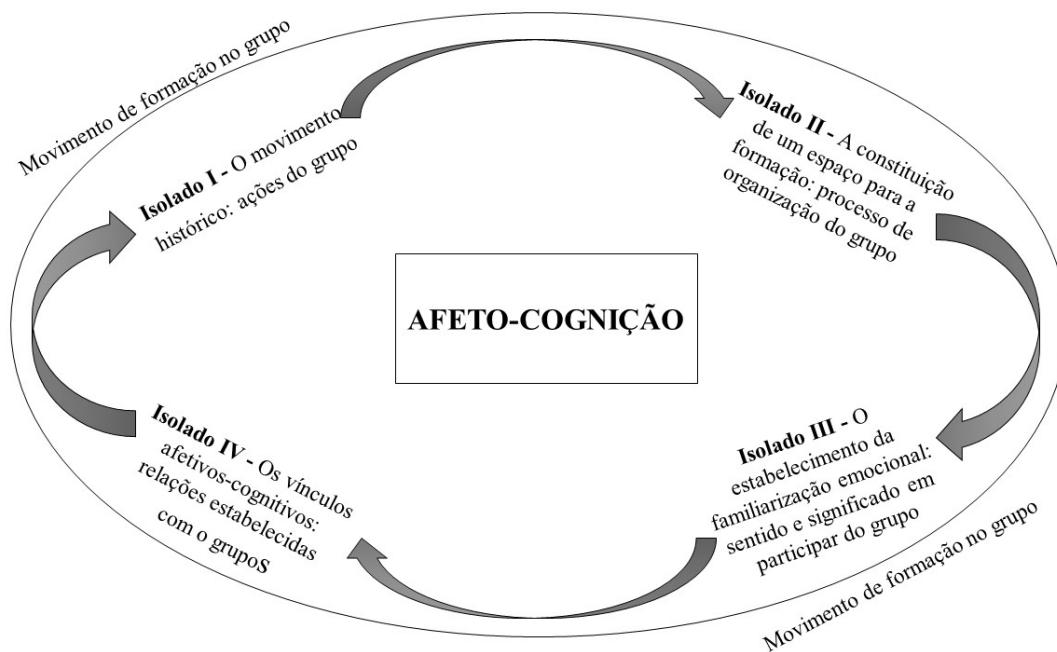 Movimento de formação no grupo
Isolado I - O movimento
histórico: ações do grupo
Isolado II - A constituição
de um espaço para a
formação: processo de
organização do grupo
AFETO-COGNIÇÃO
Isolado III - O
estabelecimento da
familiarização emocional:
sentido e significado em
participar do grupo
Isolado IV - Os vínculos
afetivos-cognitivos:
relações estabelecidas
com o grupos
Movimento de formação no grupo